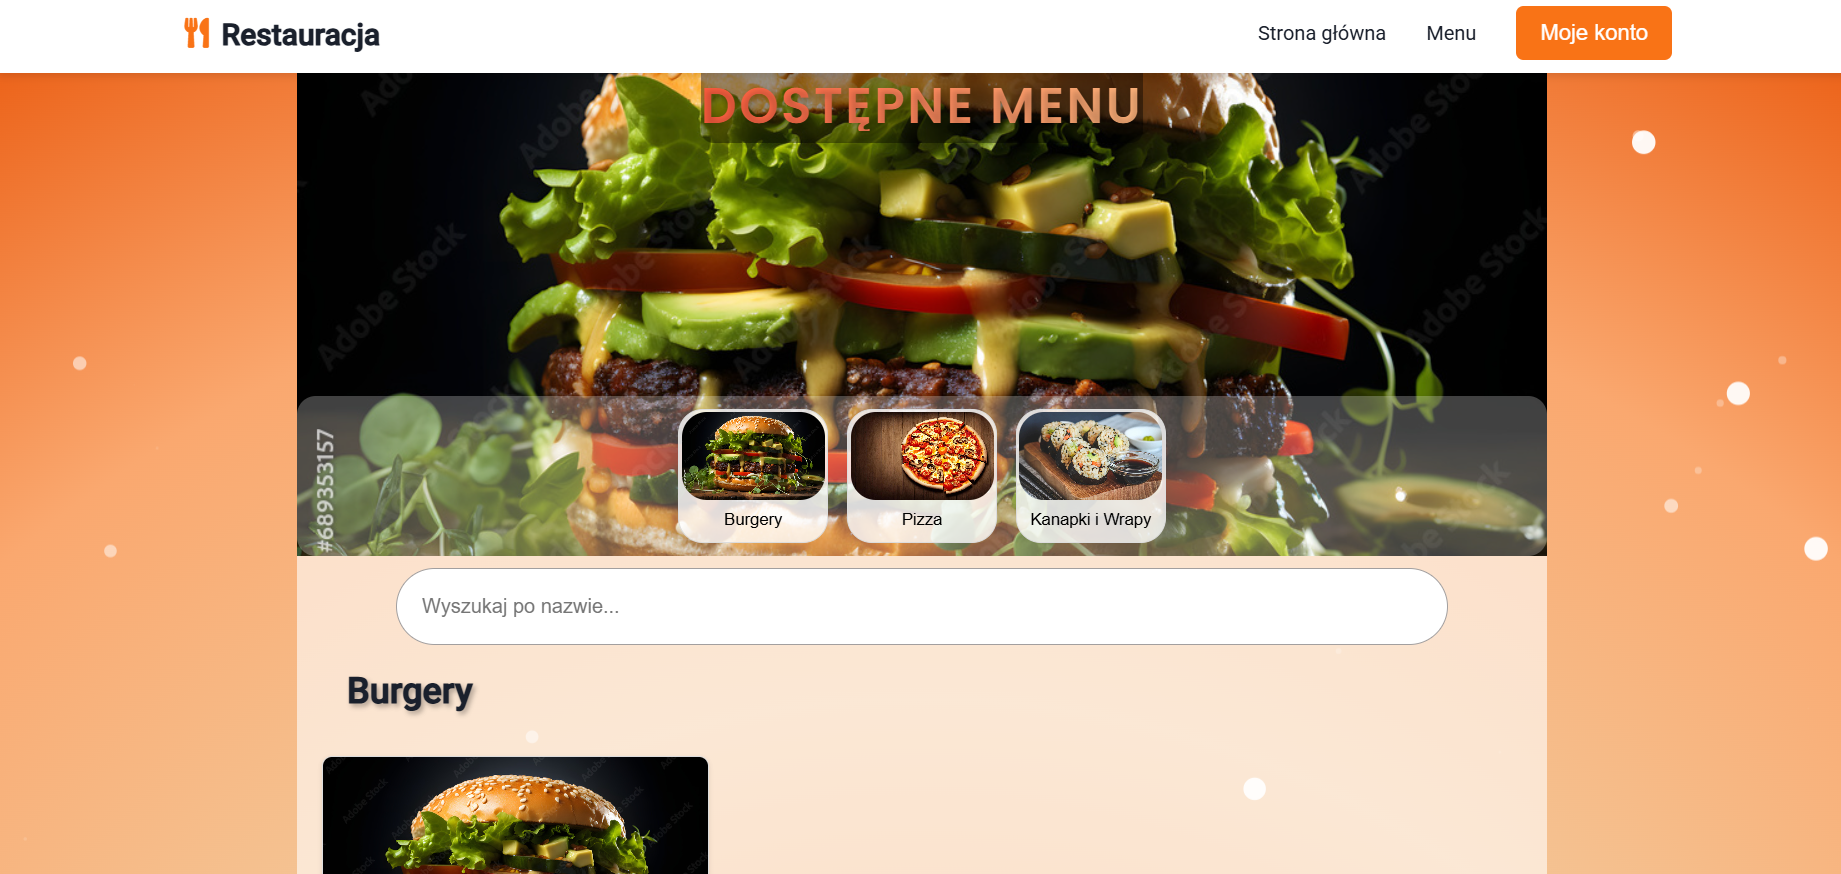 Restauracja
Strona główna
Menu
Moje konto
DOSTĘPNE MENU
Adobe Stock
#689353157
Burgery
Pizza
Kanapki i Wrapy
Wyszukaj po nazwie...
Burgery